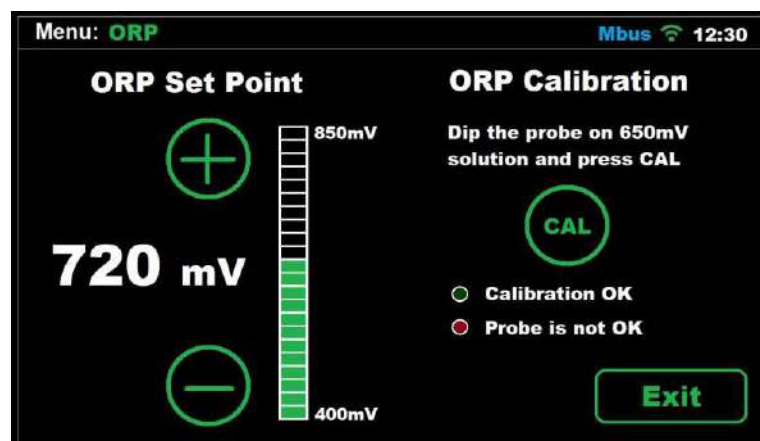 Menu: ORP
Mbus 12:30
ORP Set Point
850mV
720 mV
400mV
ORP Calibration
Dip the probe on 650mV
solution and press CAL
CAL
Calibration OK
Probe is not OK
Exit